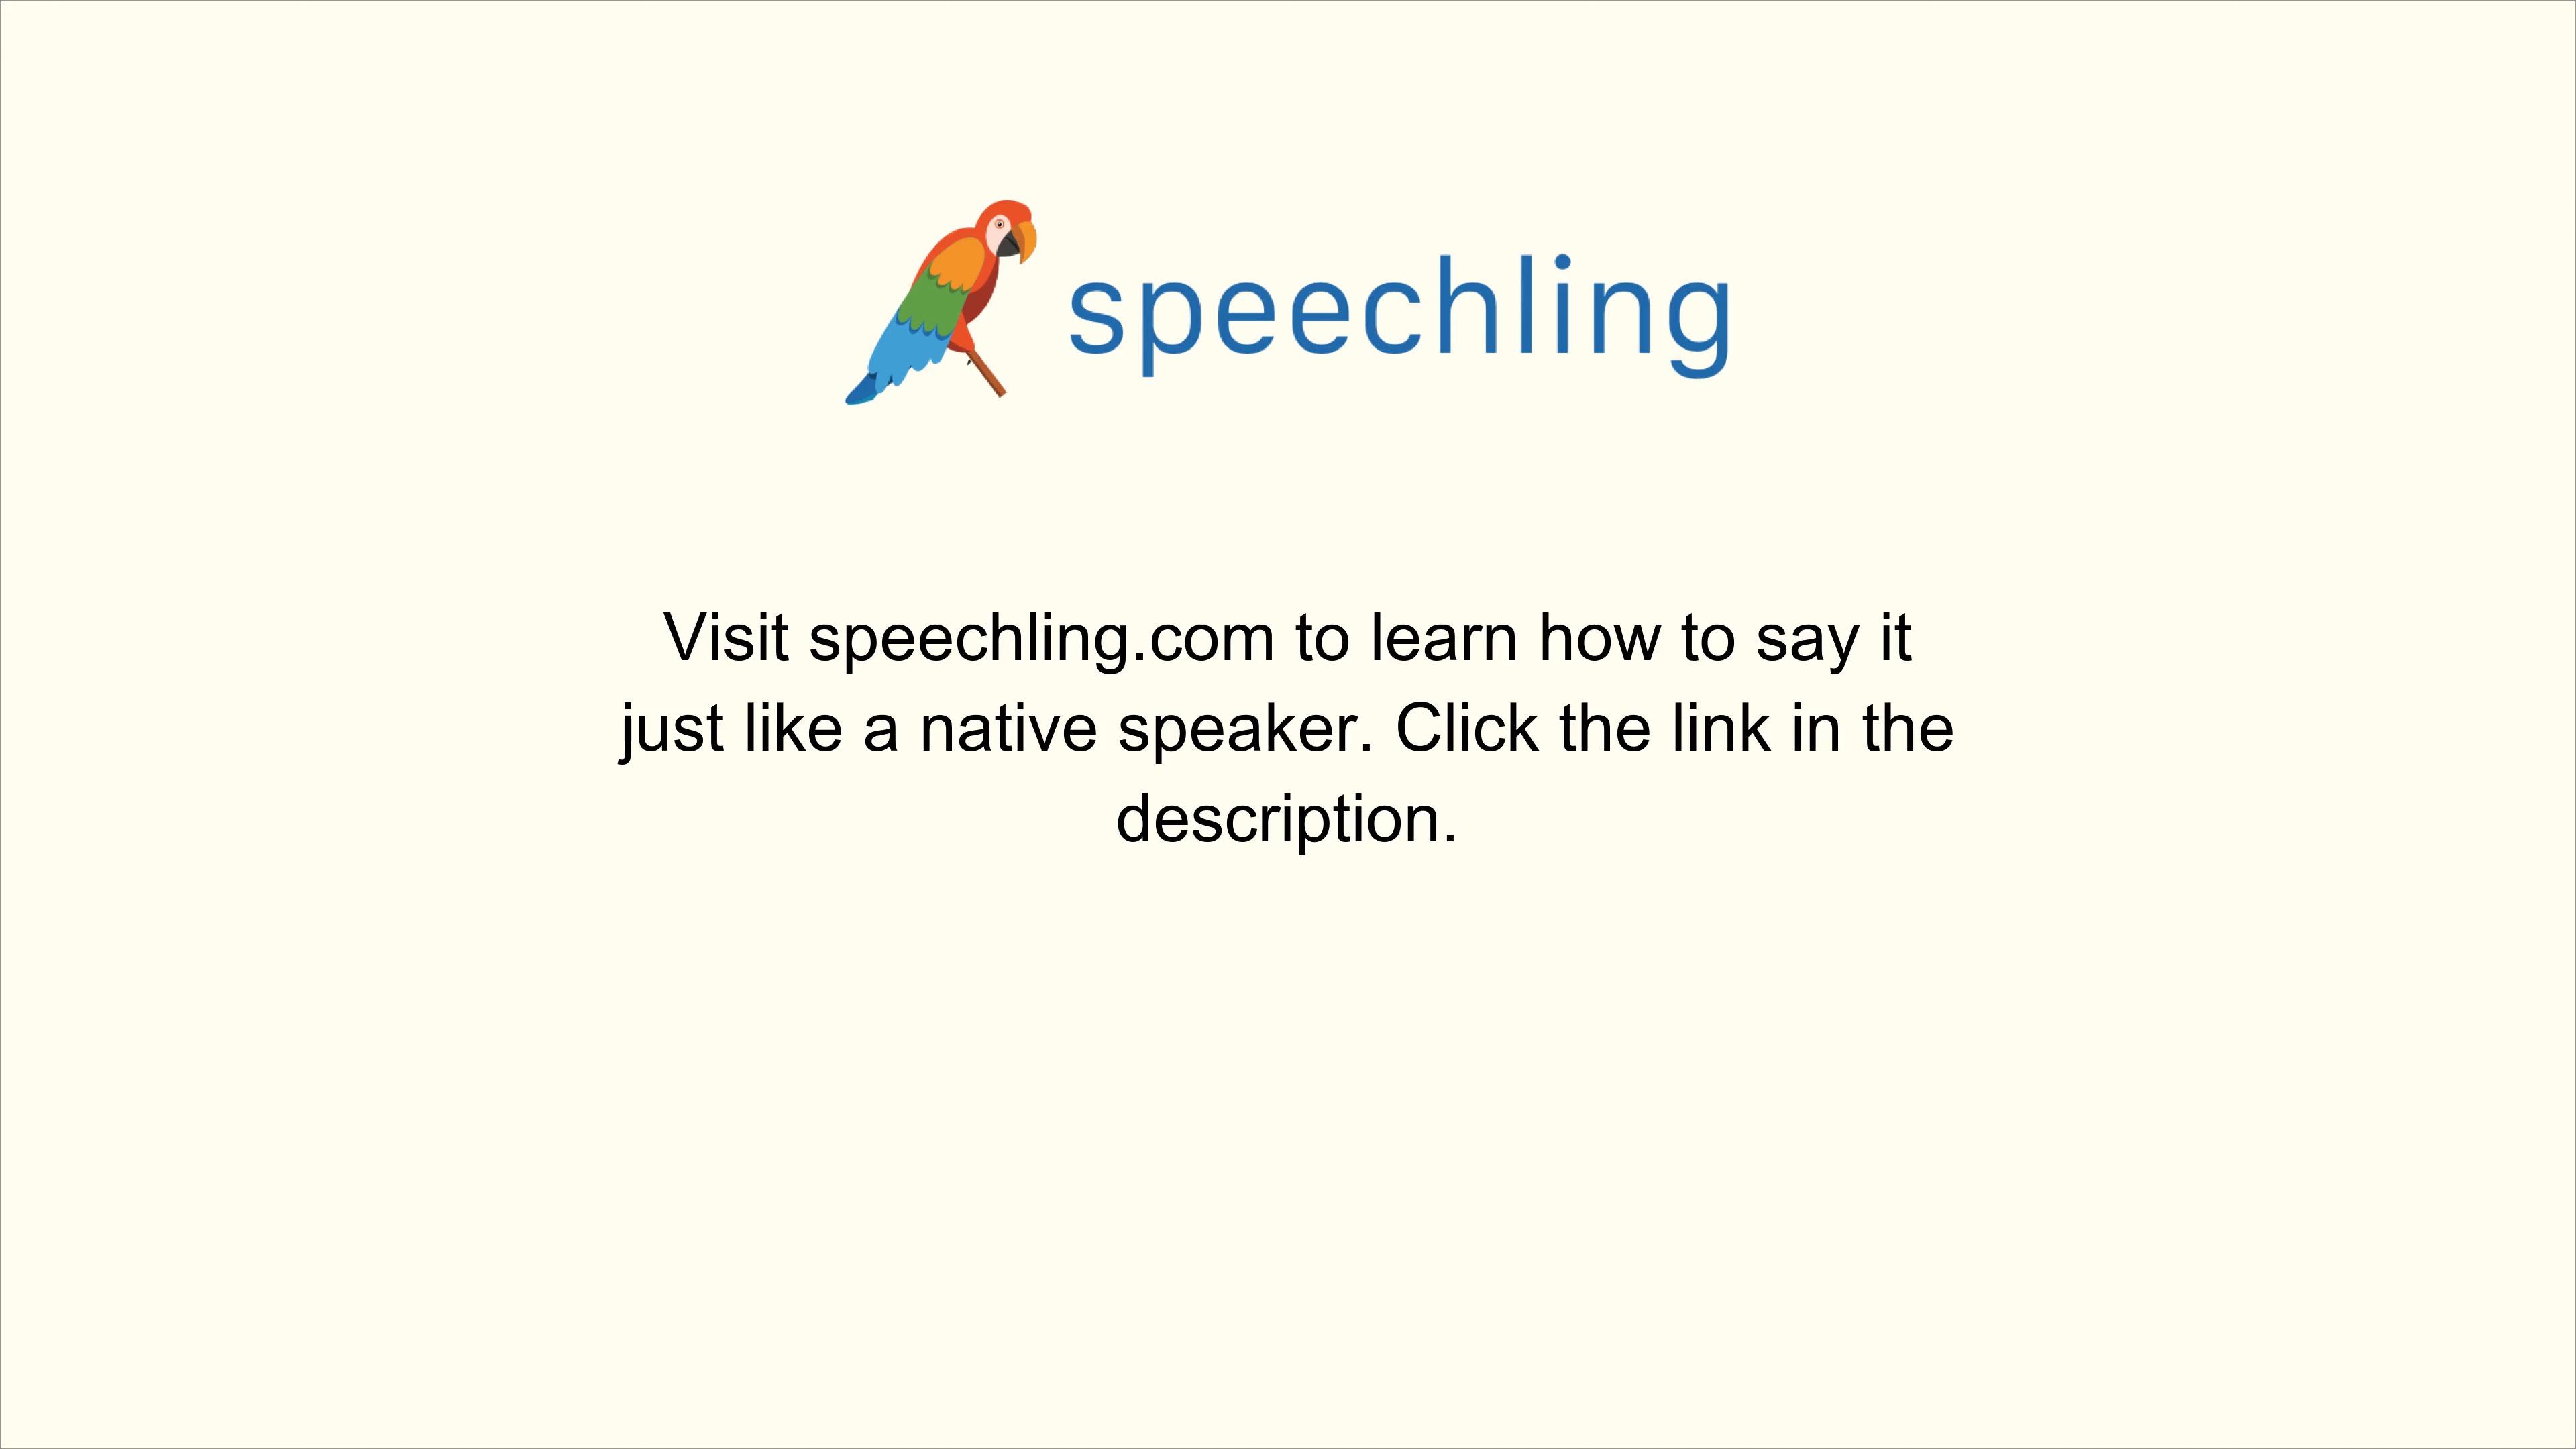 speechling
Visit speechling.com to learn how to say it
just like a native speaker. Click the link in the
description.